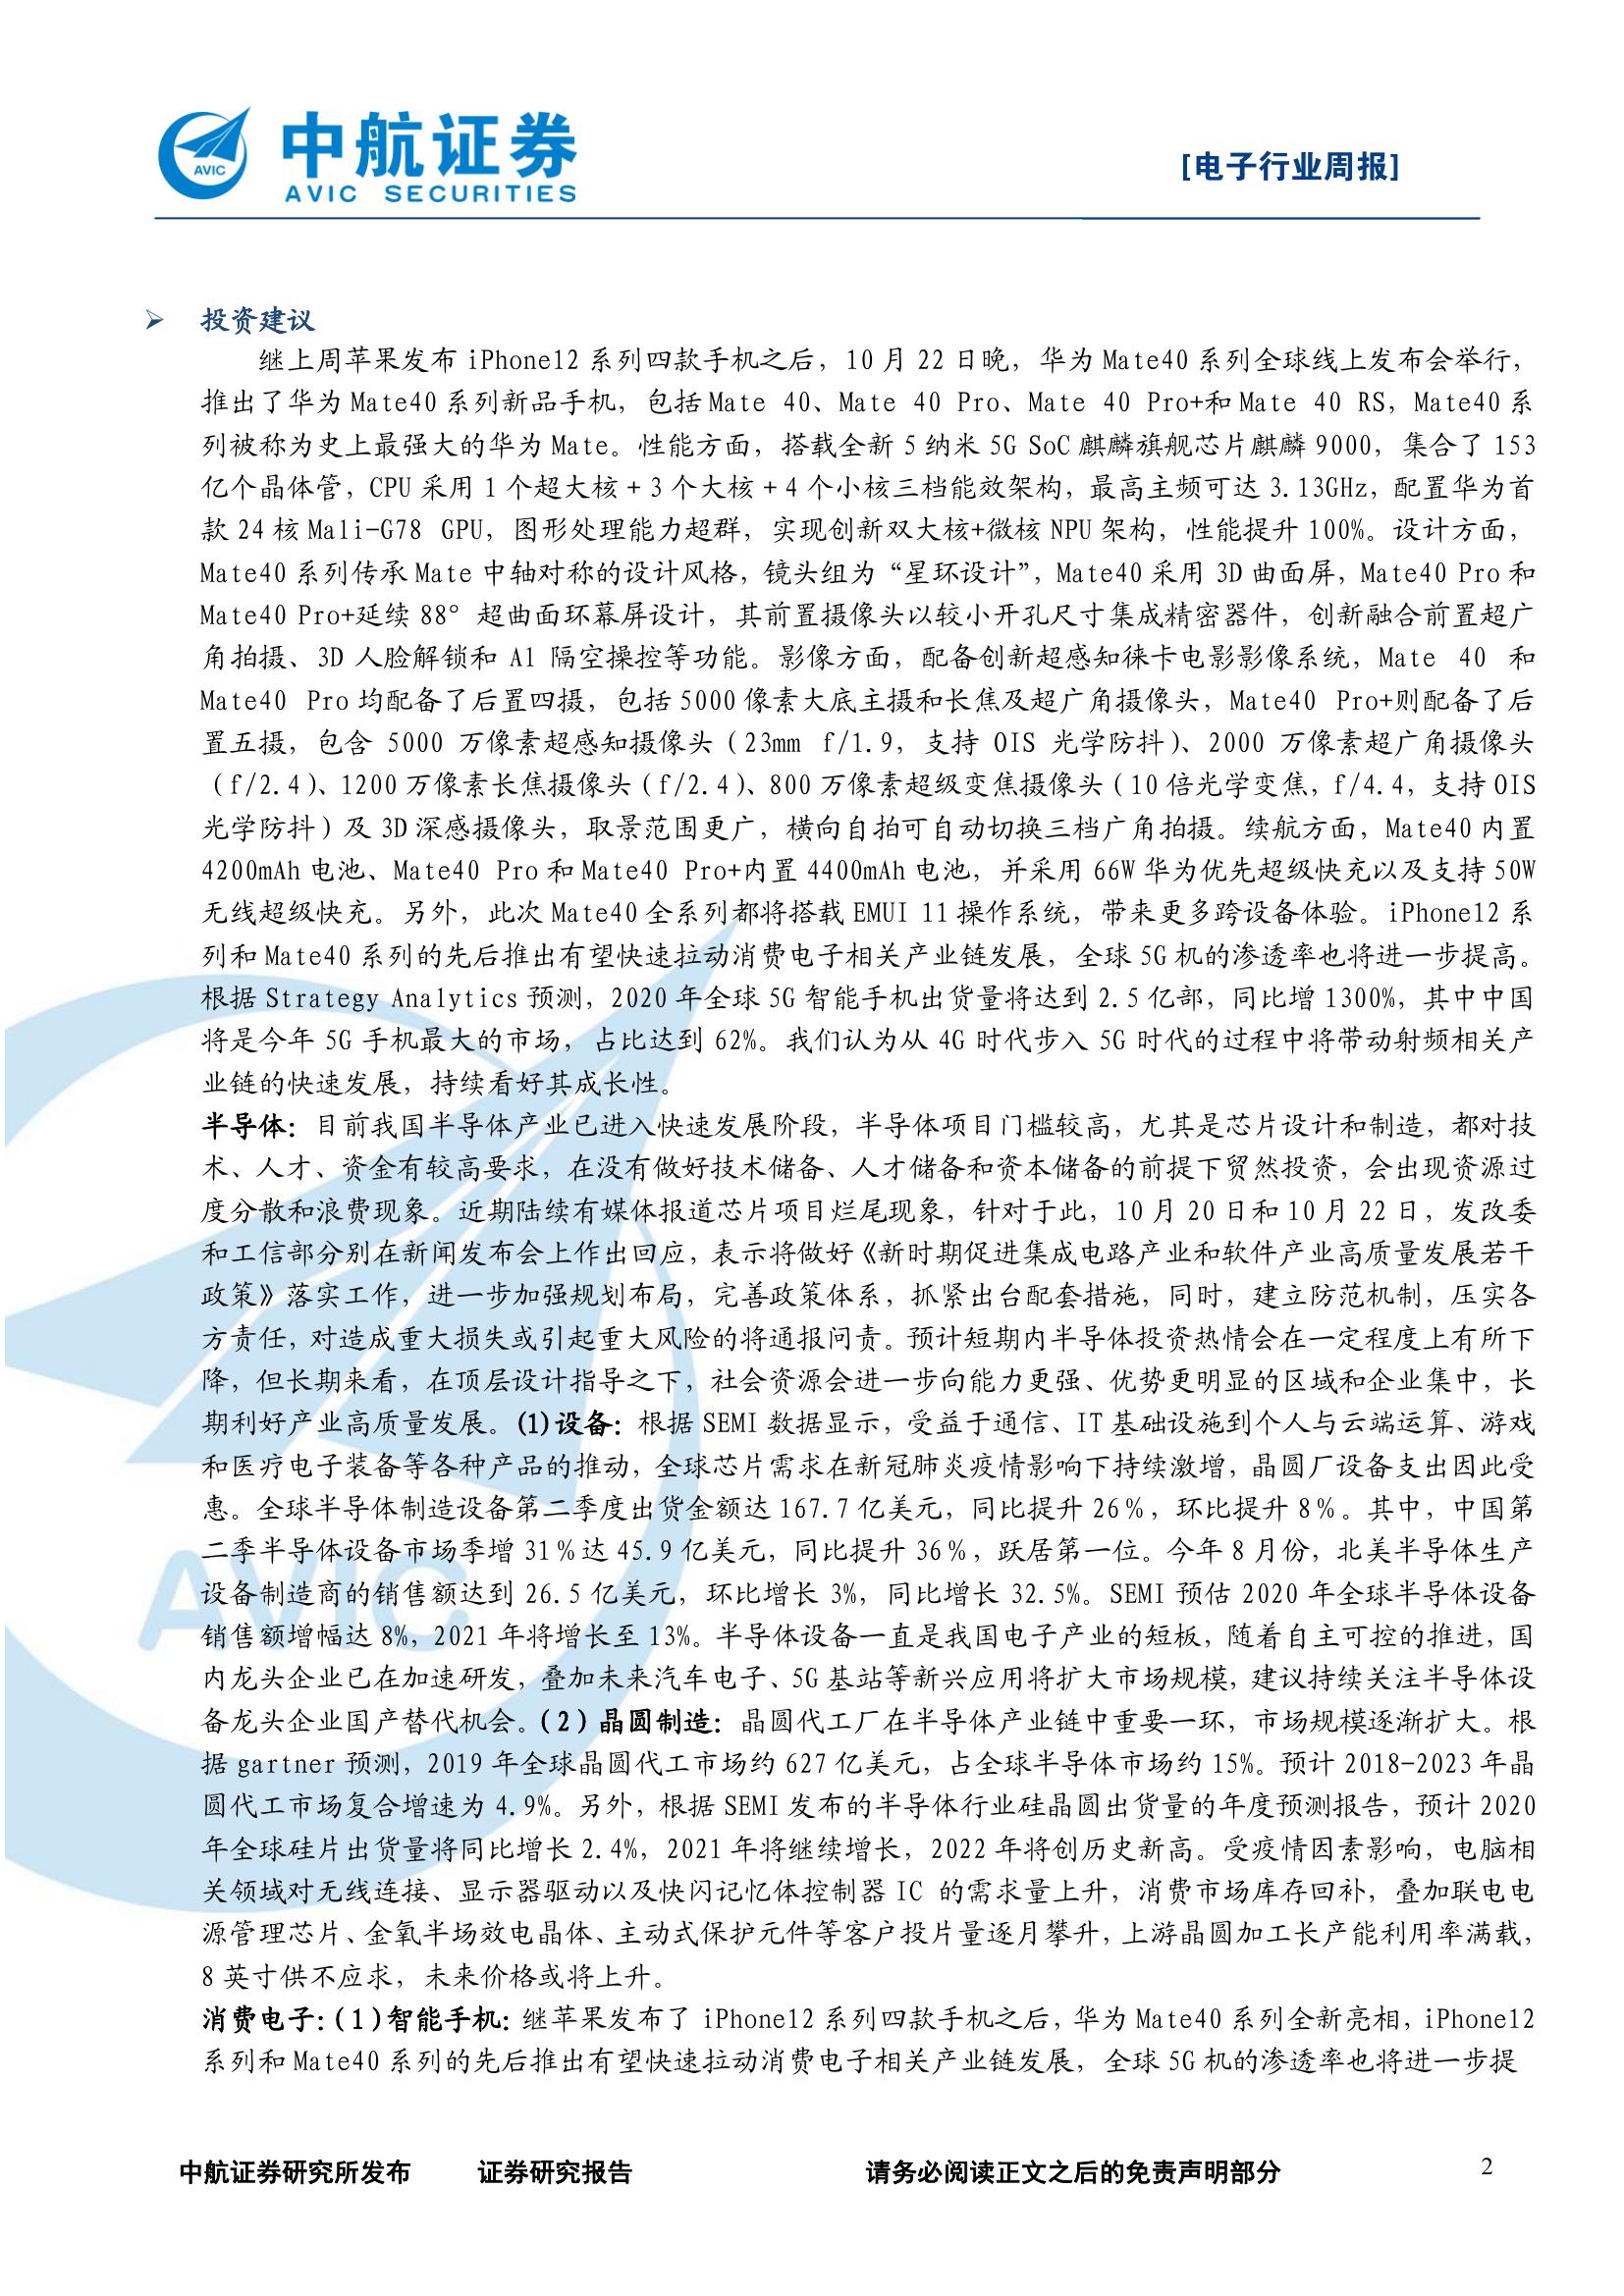 中航证券
AVIC
AVIC SECURITIES
[电子行业周报]
➢ 投资建议
继上周苹果发布 iPhone12 系列四款手机之后，10 月 22 日晚，华为 Mate40 系列全球线上发布会举行，
推出了华为 Mate40 系列新品手机，包括 Mate 40、Mate 40 Pro、Mate 40 Pro+和 Mate 40 RS，Mate40 系
列被称为史上最强大的华为 Mate。性能方面，搭载全新 5 纳米 5G SoC 麒麟旗舰芯片麒麟 9000，集合了 153
亿个晶体管，CPU 采用 1 个超大核 + 3 个大核 + 4 个小核三档能效架构，最高主频可达 3.13GHz，配置华为首
款 24 核 Mali-G78 GPU，图形处理能力超群，实现创新双大核+微核 NPU 架构，性能提升 100%。设计方面，
Mate40 系列传承 Mate 中轴对称的设计风格，镜头组为“星环设计”，Mate40 采用 3D 曲面屏，Mate40 Pro 和
Mate40 Pro+延续 88° 超曲面环幕屏设计，其前置摄像头以较小开孔尺寸集成精密器件，创新融合前置超广
角拍摄、3D 人脸解锁和 Al 隔空操控等功能。影像方面，配备创新超感知徕卡电影影像系统，Mate 40 和
Mate40 Pro 均配备了后置四摄，包括 5000 像素大底主摄和长焦及超广角摄像头，Mate40 Pro+则配备了后
置五摄，包含 5000 万像素超感知摄像头（23mm f/1.9，支持 OIS 光学防抖）、2000 万像素超广角摄像头
（f/2.4）、1200 万像素长焦摄像头（f/2.4）、800 万像素超级变焦摄像头（10 倍光学变焦，f/4.4，支持 OIS
光学防抖）及 3D 深感摄像头，取景范围更广，横向自拍可自动切换三档广角拍摄。续航方面，Mate40 内置
4200mAh 电池、Mate40 Pro 和 Mate40 Pro+内置 4400mAh 电池，并采用 66W 华为优先超级快充以及支持 50W
无线超级快充。另外，此次 Mate40 全系列都将搭载 EMUI 11 操作系统，带来更多跨设备体验。iPhone12 系
列和 Mate40 系列的先后推出有望快速拉动消费电子相关产业链发展，全球 5G 机的渗透率也将进一步提高。
根据 Strategy Analytics 预测，2020 年全球 5G 智能手机出货量将达到 2.5 亿部，同比增 1300%，其中中国
将是今年 5G 手机最大的市场，占比达到 62%。我们认为从 4G 时代步入 5G 时代的过程中将带动射频相关产
业链的快速发展，持续看好其成长性。
半导体：目前我国半导体产业已进入快速发展阶段，半导体项目门槛较高，尤其是芯片设计和制造，都对技
术、人才、资金有较高要求，在没有做好技术储备、人才储备和资本储备的前提下贸然投资，会出现资源过
度分散和浪费现象。近期陆续有媒体报道芯片项目烂尾现象，针对于此，10 月 20 日和 10 月 22 日，发改委
和工信部分别在新闻发布会上作出回应，表示将做好《新时期促进集成电路产业和软件产业高质量发展若干
政策》落实工作，进一步加强规划布局，完善政策体系，抓紧出台配套措施，同时，建立防范机制，压实各
方责任，对造成重大损失或引起重大风险的将通报问责。预计短期内半导体投资热情会在一定程度上有所下
降，但长期来看，在顶层设计指导之下，社会资源会进一步向能力更强、优势更明显的区域和企业集中，长
期利好产业高质量发展。(1)设备：根据 SEMI 数据显示，受益于通信、IT 基础设施到个人与云端运算、游戏
和医疗电子装备等各种产品的推动，全球芯片需求在新冠肺炎疫情影响下持续激增，晶圆厂设备支出因此受
惠。全球半导体制造设备第二季度出货金额达 167.7 亿美元，同比提升 26％，环比提升 8％。其中，中国第
二季半导体设备市场季增 31％达 45.9 亿美元，同比提升 36％，跃居第一位。今年 8 月份，北美半导体生产
设备制造商的销售额达到 26.5 亿美元，环比增长 3%，同比增长 32.5%。SEMI 预估 2020 年全球半导体设备
销售额增幅达 8%，2021 年将增长至 13%。半导体设备一直是我国电子产业的短板，随着自主可控的推进，国
内龙头企业已在加速研发，叠加未来汽车电子、5G 基站等新兴应用将扩大市场规模，建议持续关注半导体设
备龙头企业国产替代机会。（2）晶圆制造：晶圆代工厂在半导体产业链中重要一环，市场规模逐渐扩大。根
据 gartner 预测，2019 年全球晶圆代工市场约 627 亿美元，占全球半导体市场约 15%。预计 2018-2023 年晶
圆代工市场复合增速为 4.9%。另外，根据 SEMI 发布的半导体行业硅晶圆出货量的年度预测报告，预计 2020
年全球硅片出货量将同比增长 2.4%，2021 年将继续增长，2022 年将创历史新高。受疫情因素影响，电脑相
关领域对无线连接、显示器驱动以及快闪记忆体控制器 IC 的需求量上升，消费市场库存回补，叠加联电电
源管理芯片、金氧半场效电晶体、主动式保护元件等客户投片量逐月攀升，上游晶圆加工长产能利用率满载，
8 英寸供不应求，未来价格或将上升。
消费电子：（1）智能手机：继苹果发布了 iPhone12 系列四款手机之后，华为 Mate40 系列全新亮相，iPhone12
系列和 Mate40 系列的先后推出有望快速拉动消费电子相关产业链发展，全球 5G 机的渗透率也将进一步提
AVIC
中航证券研究所发布 证券研究报告 请务必阅读正文之后的免责声明部分 2